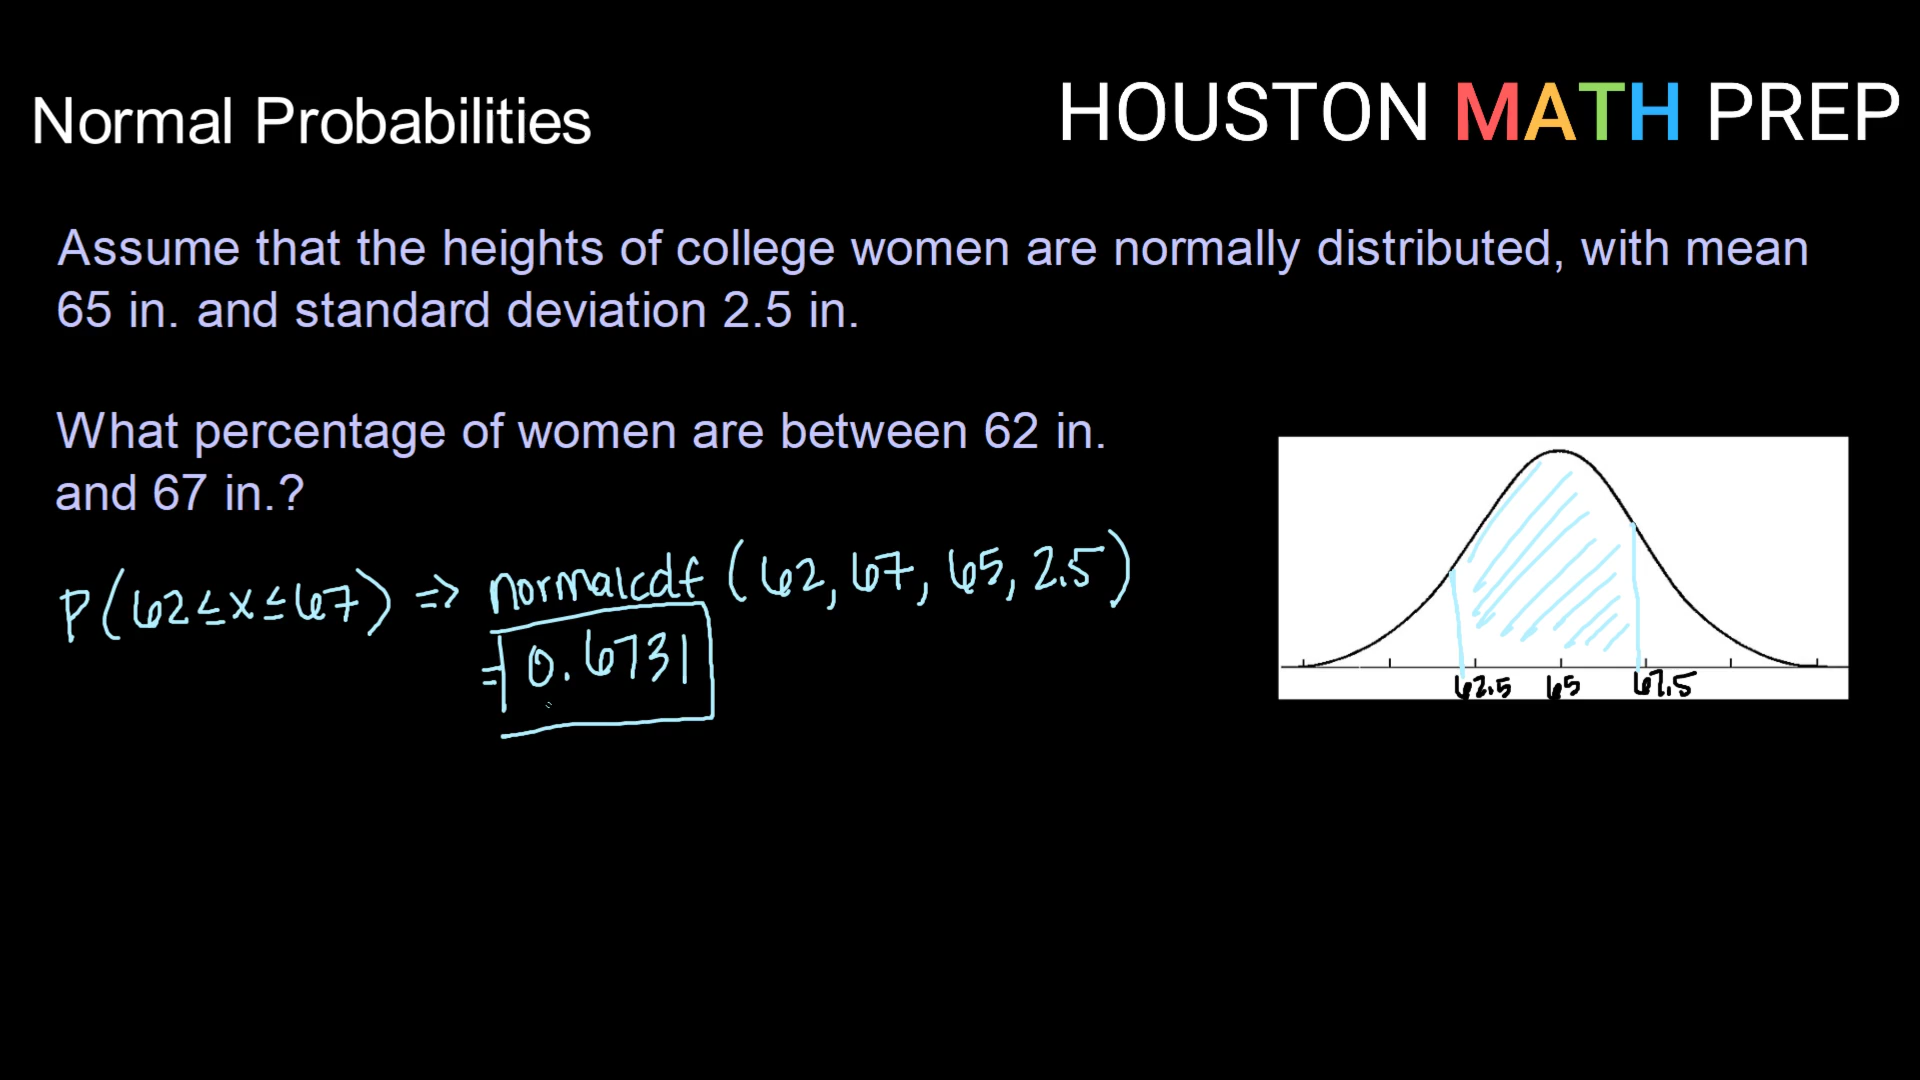 Normal Probabilities
HOUSTON MATH PREP
Assume that the heights of college women are normally distributed, with mean
65 in. and standard deviation 2.5 in.
What percentage of women are between 62 in.
and 67 in.?
P(62≤x≤67) => normalcdf (62, 67, 65, 2.5)
= 0.6731
62.5 65 67.5